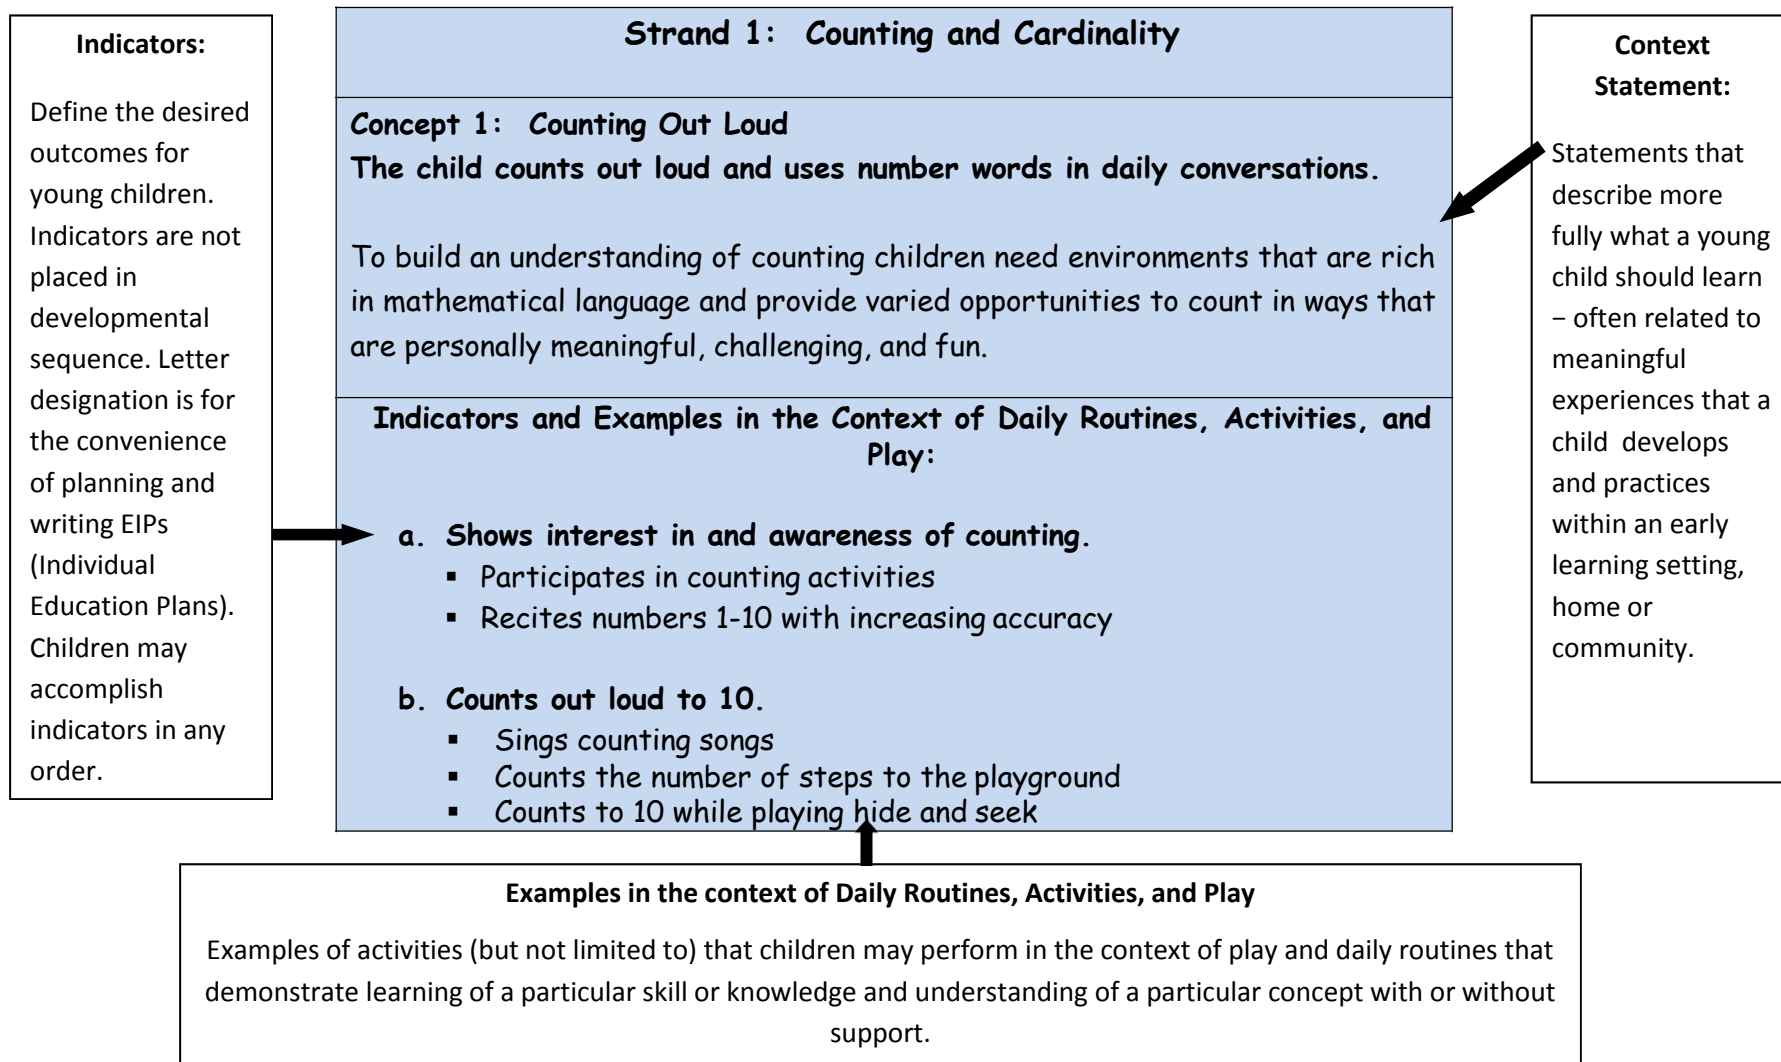 Indicators:
Define the desired
outcomes for
young children.
Indicators are not
placed in
developmental
sequence. Letter
designation is for
the convenience
of planning and
writing EIPs
(Individual
Education Plans).
Children may
accomplish
indicators in any
order.
Strand 1: Counting and Cardinality
Concept 1: Counting Out Loud
The child counts out loud and uses number words in daily conversations.
To build an understanding of counting children need environments that are rich
in mathematical language and provide varied opportunities to count in ways that
are personally meaningful, challenging, and fun.
Indicators and Examples in the Context of Daily Routines, Activities, and
Play:
a. Shows interest in and awareness of counting.
▪ Participates in counting activities
▪ Recites numbers 1-10 with increasing accuracy
b. Counts out loud to 10.
▪ Sings counting songs
▪ Counts the number of steps to the playground
▪ Counts to 10 while playing hide and seek
Context
Statement:
Statements that
describe more
fully what a young
child should learn
– often related to
meaningful
experiences that a
child develops
and practices
within an early
learning setting,
home or
community.
Examples in the context of Daily Routines, Activities, and Play
Examples of activities (but not limited to) that children may perform in the context of play and daily routines that
demonstrate learning of a particular skill or knowledge and understanding of a particular concept with or without
support.